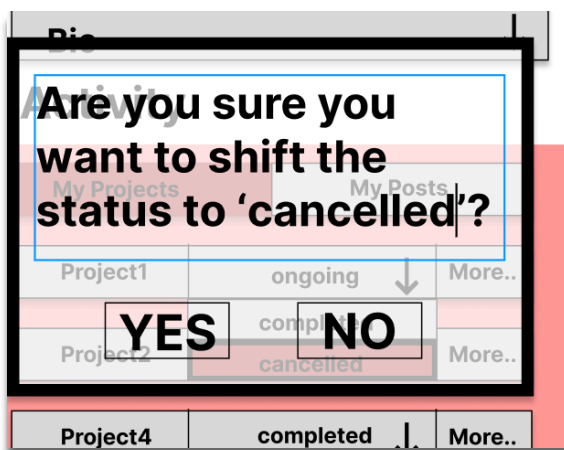 Bio
Activity
Are you sure you
want to shift the
status to ‘cancelled’?
My Projects My Posts
Project1 ongoing More..
completed
Project2 cancelled More..
YES NO
Project4 completed More..